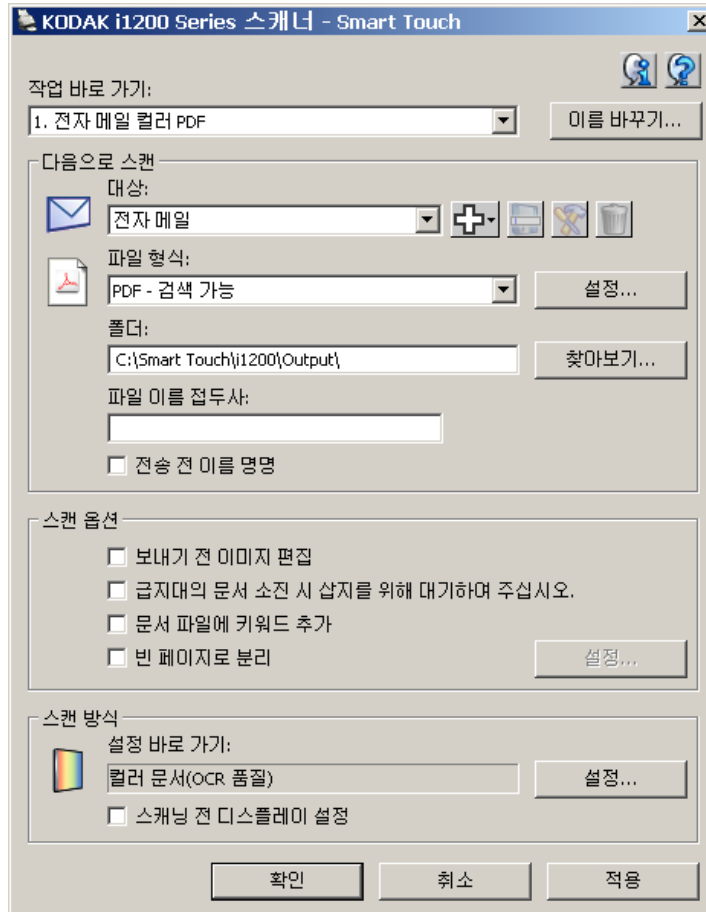 KODAK i1200 Series 스캐너 - Smart Touch
작업 바로 가기:
1. 전자 메일 컬러 PDF
이름 바꾸기...
다음으로 스캔
대상:
전자 메일
파일 형식:
PDF - 검색 가능
설정...
폴더:
C:\Smart Touch\i1200\Output\
찾아보기...
파일 이름 접두사:
전송 전 이름 명명
스캔 옵션
보내기 전 이미지 편집
급지대의 문서 소진 시 삽지를 위해 대기하여 주십시오.
문서 파일에 키워드 추가
빈 페이지로 분리
설정...
스캔 방식
설정 바로 가기:
컬러 문서(OCR 품질)
설정...
스캐닝 전 디스플레이 설정
확인
취소
적용